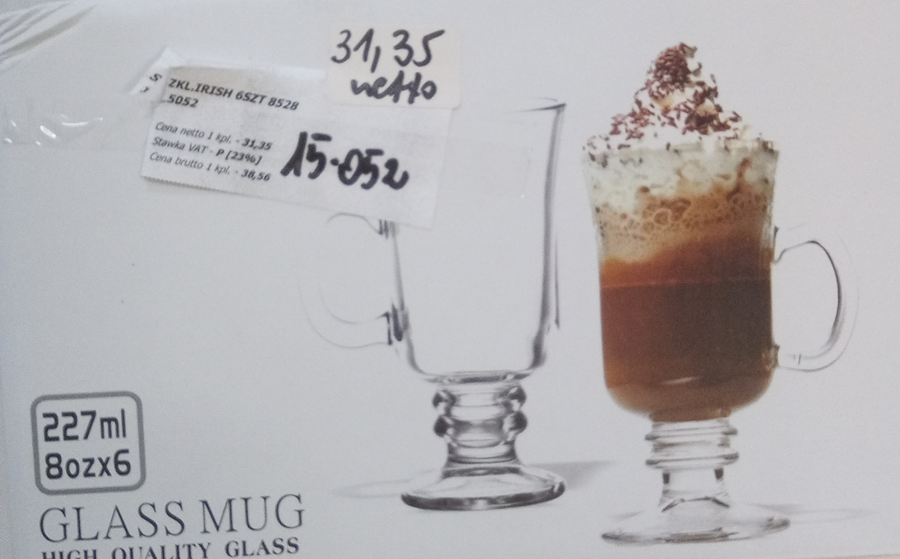 31,35
netto
ZKL.IRISH 6SZT 8528
.5052
Cena netto 1 kpl. - 31,35
Stawka VAT - P [23%]
Cena brutto 1 kpl. - 38,56
15-052
227ml
8ozx6
GLASS MUG
HIGH QUALITY GLASS